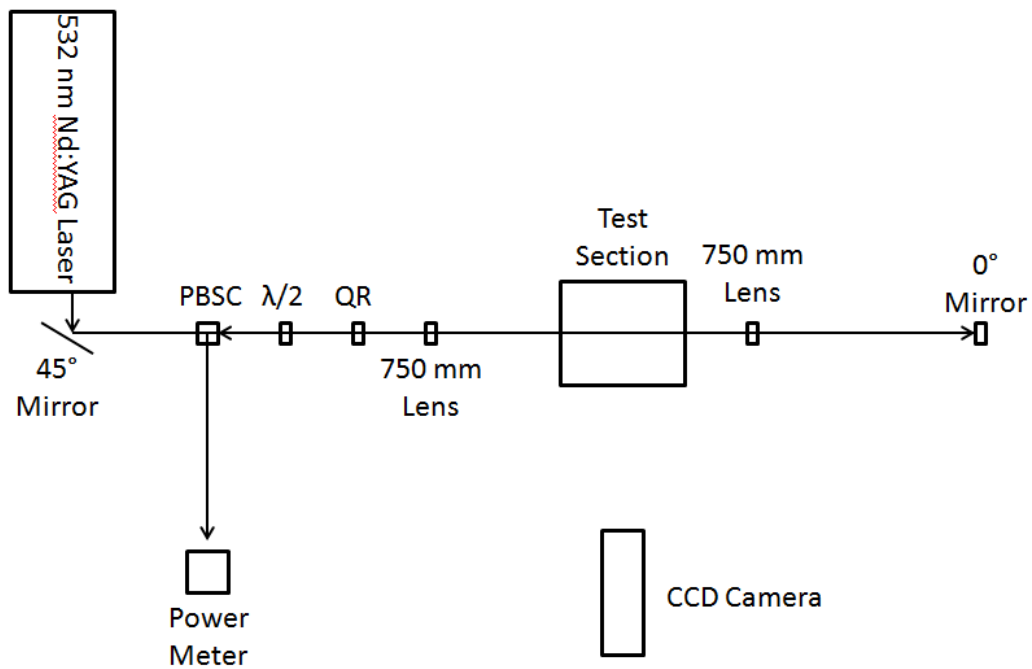 532 nm Nd:YAG Laser
Test
Section
750 mm
Lens
0°
Mirror
PBSC
λ/2
QR
45°
Mirror
750 mm
Lens
Power
Meter
CCD Camera